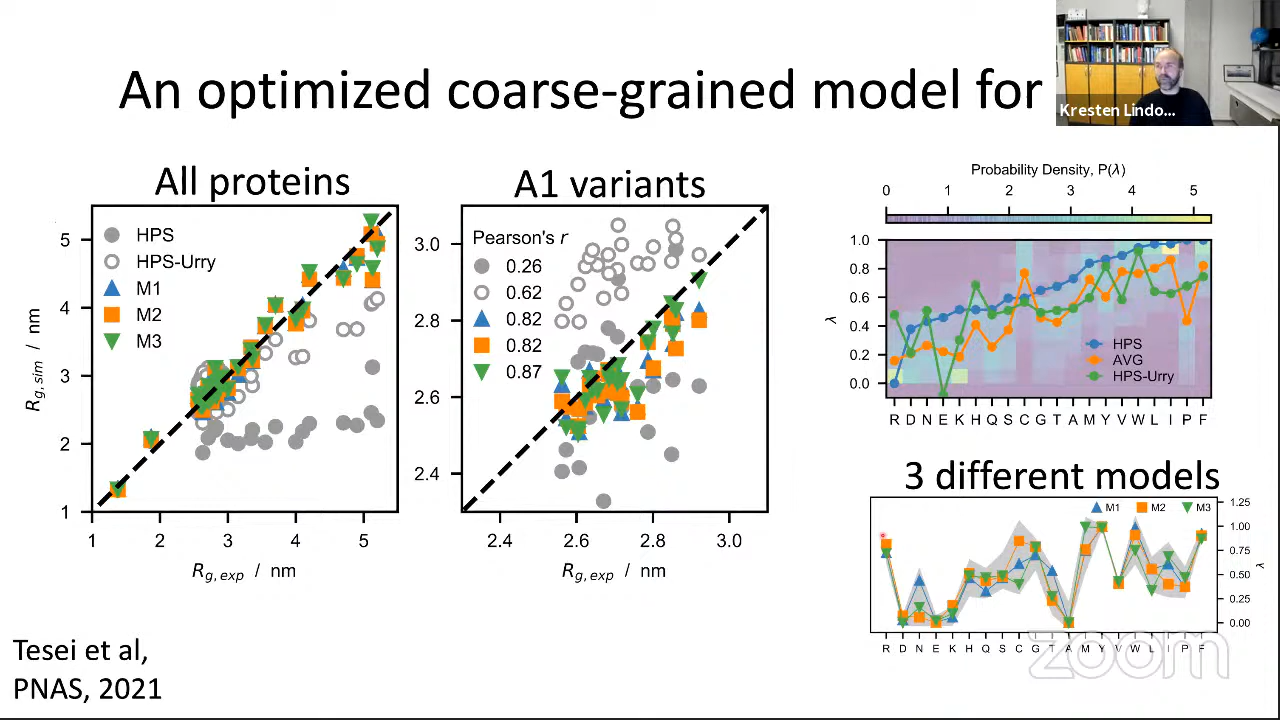 An optimized coarse-grained model for
Kresten Lindo...
All proteins
HPS
HPS-Urry
M1
M2
M3
5
4
3
2
1
1 2 3 4 5
Rg,sim / nm
Rg,exp / nm
A1 variants
Pearson's r
0.26
0.62
0.82
0.82
0.87
3.0
2.8
2.6
2.4
2.4 2.6 2.8 3.0
Rg,exp / nm
Probability Density, P(λ)
0 1 2 3 4 5
1.0
0.8
0.6
0.4
0.2
0.0
λ
HPS
AVG
HPS-Urry
R D N E K H Q S C G T A M Y V W L I P F
3 different models
M1 M2 M3
1.25
1.00
0.75
0.50
0.25
0.00
λ
R D N E K H Q S C G T A M Y V W L I P F
Tesei et al,
PNAS, 2021
zoom